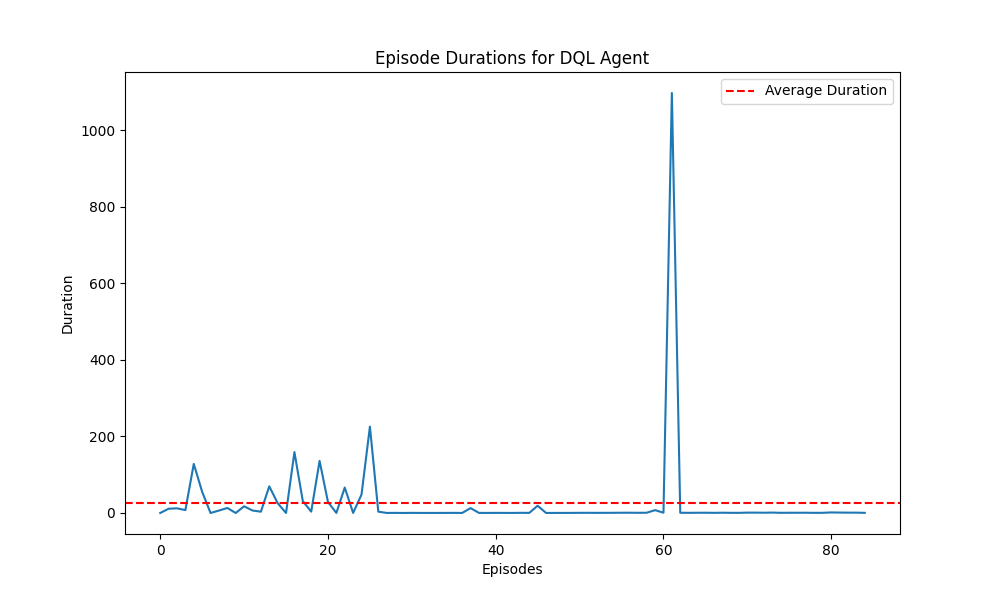 Episode Durations for DQL Agent
Average Duration
1000
800
600
400
200
0
Duration
0 20 40 60 80
Episodes